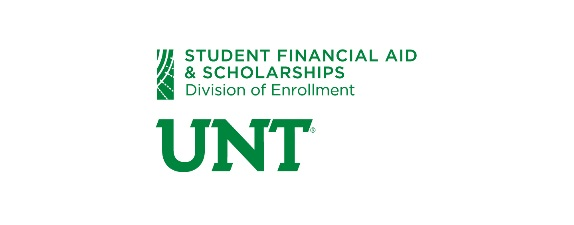 STUDENT FINANCIAL AID
& SCHOLARSHIPS
Division of Enrollment
UNT®